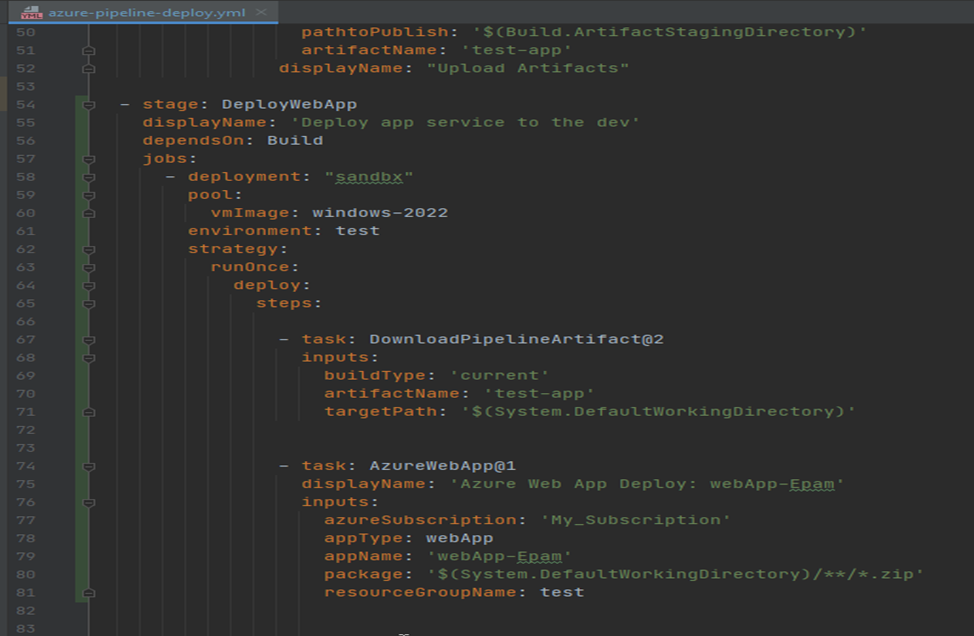 azure-pipeline-deploy.yml
50 pathtoPublish: '$(Build.ArtifactStagingDirectory)'
51 artifactName: 'test-app'
52 displayName: "Upload Artifacts"
53
54 - stage: DeployWebApp
55 displayName: 'Deploy app service to the dev'
56 dependsOn: Build
57 jobs:
58 - deployment: "sandbx"
59 pool:
60 vmImage: windows-2022
61 environment: test
62 strategy:
63 runOnce:
64 deploy:
65 steps:
66
67 - task: DownloadPipelineArtifact@2
68 inputs:
69 buildType: 'current'
70 artifactName: 'test-app'
71 targetPath: '$(System.DefaultWorkingDirectory)'
72
73
74 - task: AzureWebApp@1
75 displayName: 'Azure Web App Deploy: webApp-Epam'
76 inputs:
77 azureSubscription: 'My_Subscription'
78 appType: webApp
79 appName: 'webApp-Epam'
80 package: '$(System.DefaultWorkingDirectory)/**/*.zip'
81 resourceGroupName: test
82
83